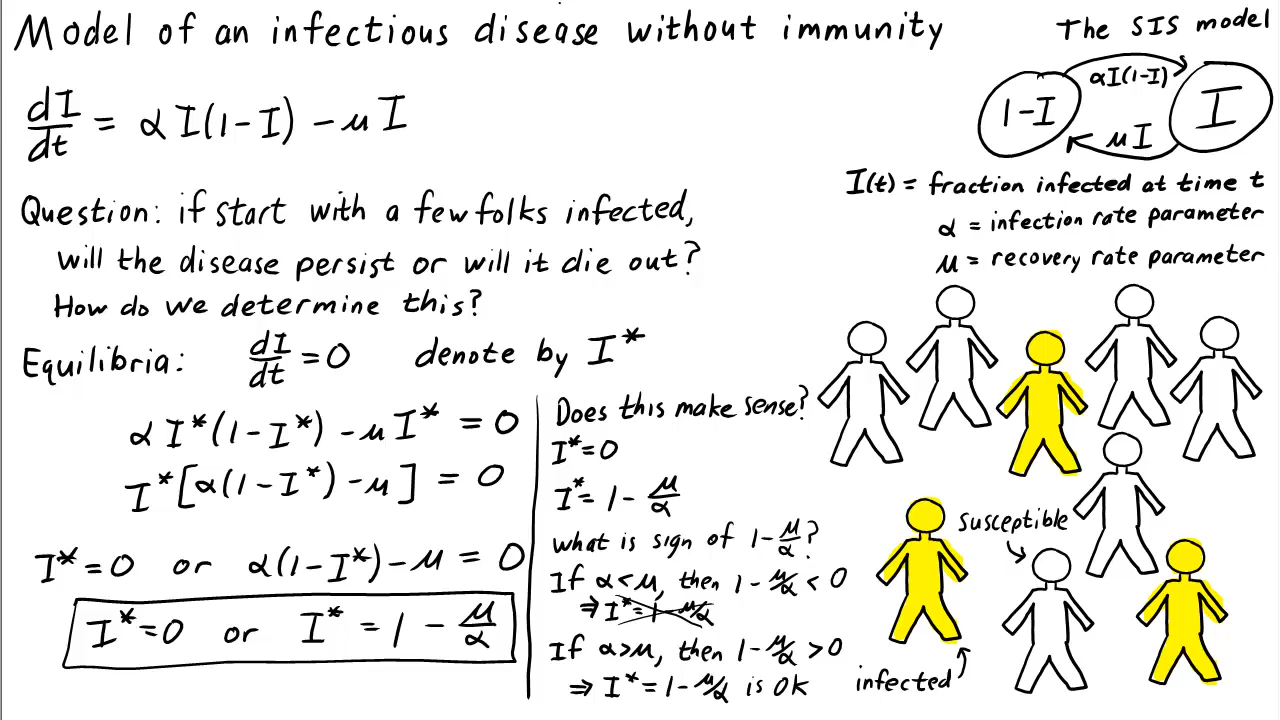 Model of an infectious disease without immunity
dI/dt = αI(1-I) - μI
Question: if start with a few folks infected,
will the disease persist or will it die out?
How do we determine this?
Equilibria: dI/dt = 0 denote by I*
αI*(1-I*) - μI* = 0
I*[α(1-I*) - μ] = 0
I*=0 or α(1-I*) - μ = 0
I*=0 or I* = 1 - μ/α
Does this make sense?
I*=0
I*= 1 - μ/α
What is sign of 1-μ/α?
If α<μ, then 1-μ/α < 0
⇒ I*=1-μ/α
If α>μ, then 1-μ/α > 0
⇒ I*=1-μ/α is OK
The SIS model
αI(1-I)
1-I
I
μI
I(t) = fraction infected at time t
α = infection rate parameter
μ = recovery rate parameter
susceptible
infected